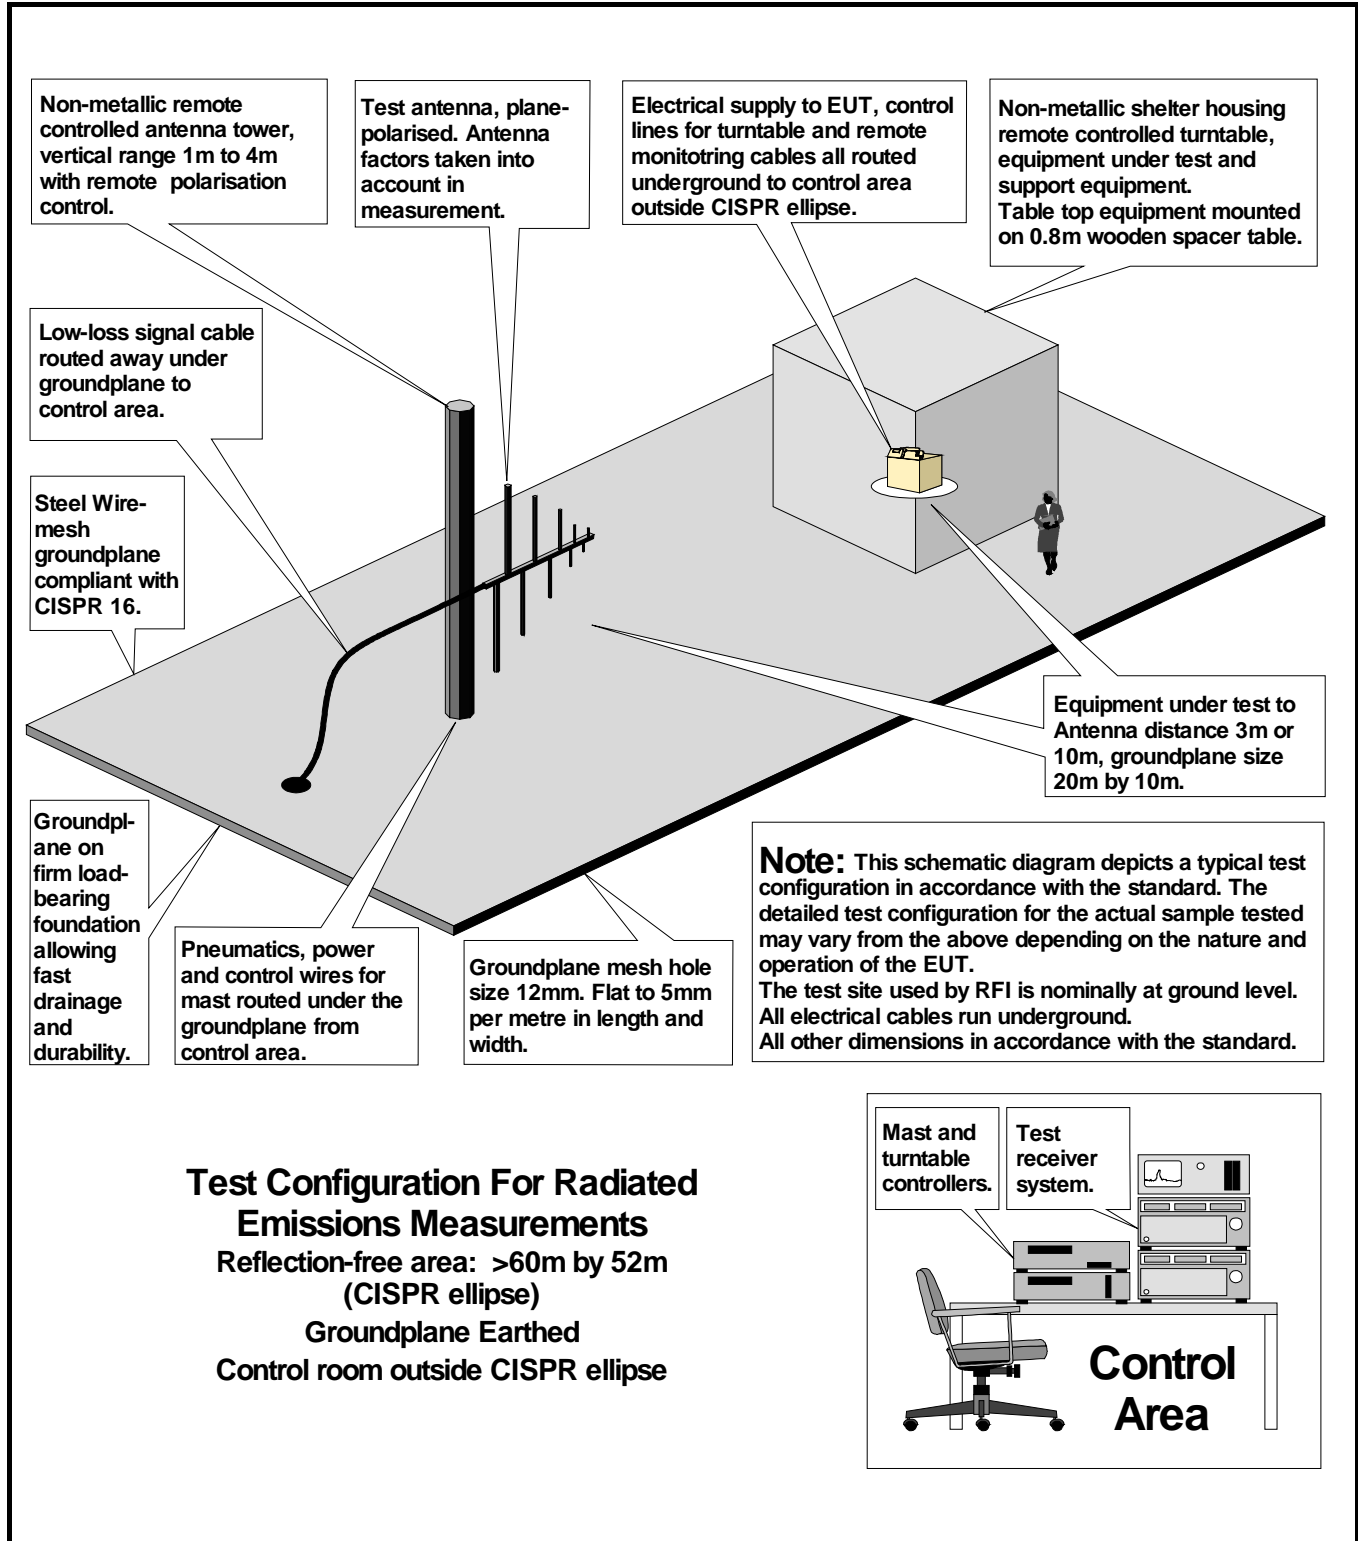 Non-metallic remote
controlled antenna tower,
vertical range 1m to 4m
with remote polarisation
control.
Test antenna, plane-
polarised. Antenna
factors taken into
account in
measurement.
Electrical supply to EUT, control
lines for turntable and remote
monitotring cables all routed
underground to control area
outside CISPR ellipse.
Non-metallic shelter housing
remote controlled turntable,
equipment under test and
support equipment.
Table top equipment mounted
on 0.8m wooden spacer table.
Low-loss signal cable
routed away under
groundplane to
control area.
Steel Wire-
mesh
groundplane
compliant with
CISPR 16.
Equipment under test to
Antenna distance 3m or
10m, groundplane size
20m by 10m.
Groundpl-
ane on
firm load-
bearing
foundation
allowing
fast
drainage
and
durability.
Pneumatics, power
and control wires for
mast routed under the
groundplane from
control area.
Groundplane mesh hole
size 12mm. Flat to 5mm
per metre in length and
width.
Note: This schematic diagram depicts a typical test
configuration in accordance with the standard. The
detailed test configuration for the actual sample tested
may vary from the above depending on the nature and
operation of the EUT.
The test site used by RFI is nominally at ground level.
All electrical cables run underground.
All other dimensions in accordance with the standard.
Test Configuration For Radiated
Emissions Measurements
Reflection-free area: >60m by 52m
(CISPR ellipse)
Groundplane Earthed
Control room outside CISPR ellipse
Mast and
turntable
controllers.
Test
receiver
system.
Control
Area